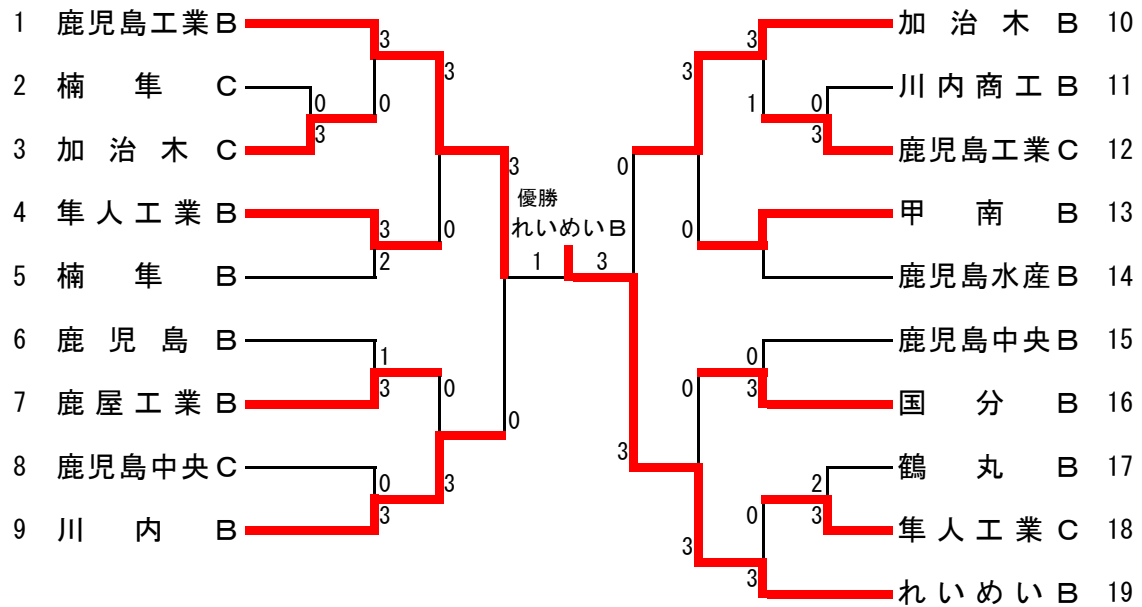 1 鹿児島工業 B
2 楠隼 C
3 加治木 C
4 隼人工業 B
5 楠隼 B
6 鹿児島 B
7 鹿屋工業 B
8 鹿児島中央 C
9 川内 B
3
0
3
0
3
3
2
0
1
3
0
0
3
3
3
0
優勝
れいめい B
1 3
加治木 B 10
川内商工 B 11
鹿児島工業 C 12
甲南 B 13
鹿児島水産 B 14
鹿児島中央 B 15
国分 B 16
鶴丸 B 17
隼人工業 C 18
れいめい B 19
3
3
1
0
3
0
0
0
3
0
3
2
3
0
3
3